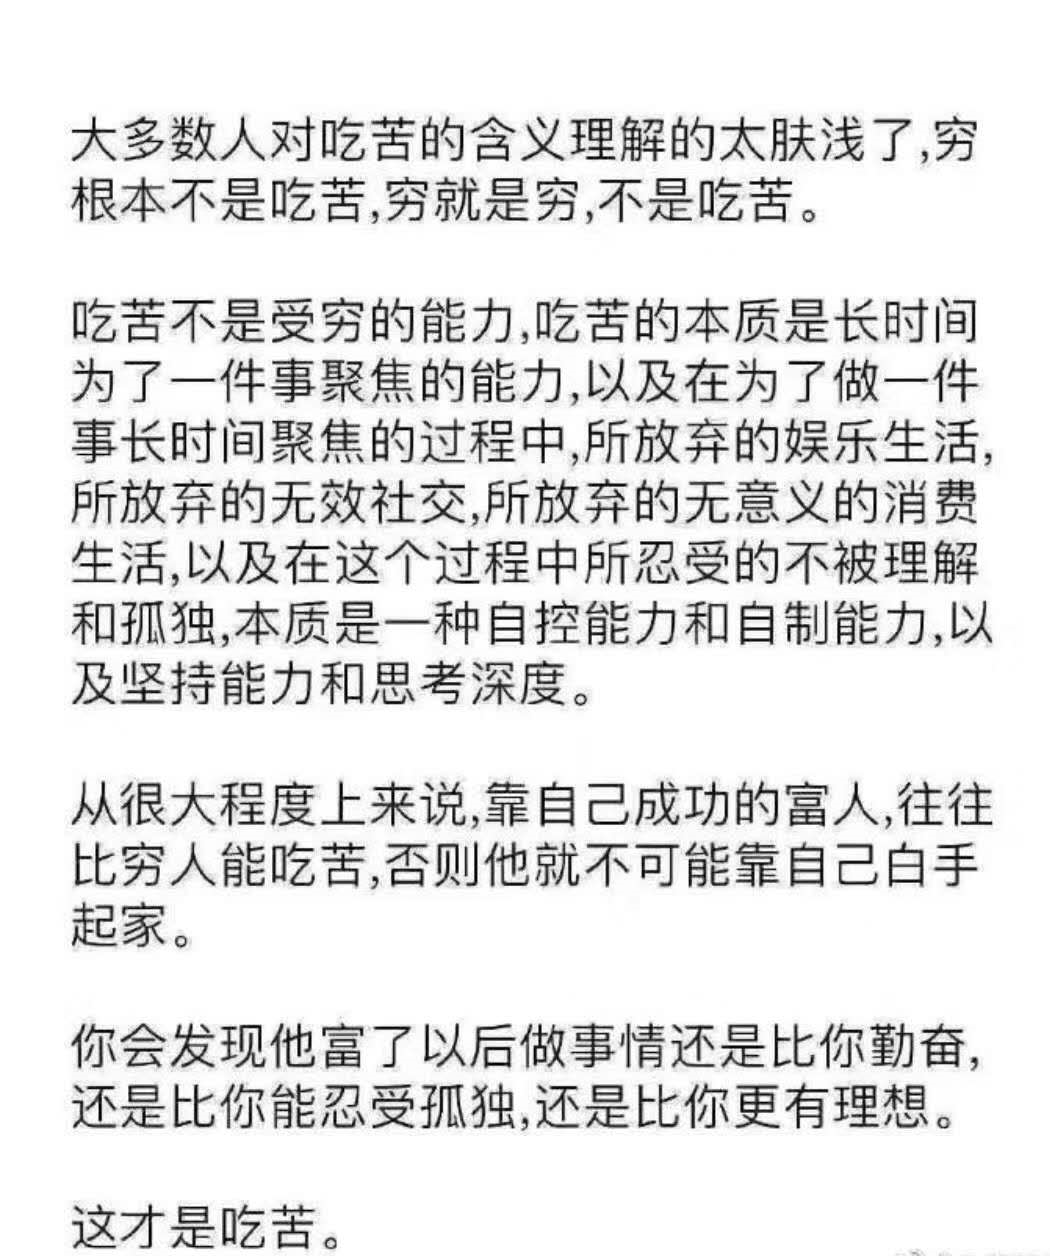 大多数人对吃苦的含义理解的太肤浅了,穷
根本不是吃苦,穷就是穷,不是吃苦。
吃苦不是受穷的能力,吃苦的本质是长时间
为了一件事聚焦的能力,以及在为了做一件
事长时间聚焦的过程中,所放弃的娱乐生活,
所放弃的无效社交,所放弃的无意义的消费
生活,以及在这个过程中所忍受的不被理解
和孤独,本质是一种自控能力和自制能力,以
及坚持能力和思考深度。
从很大程度上来说,靠自己成功的富人,往往
比穷人能吃苦,否则他就不可能靠自己白手
起家。
你会发现他富了以后做事情还是比你勤奋,
还是比你能忍受孤独,还是比你更有理想。
这才是吃苦。